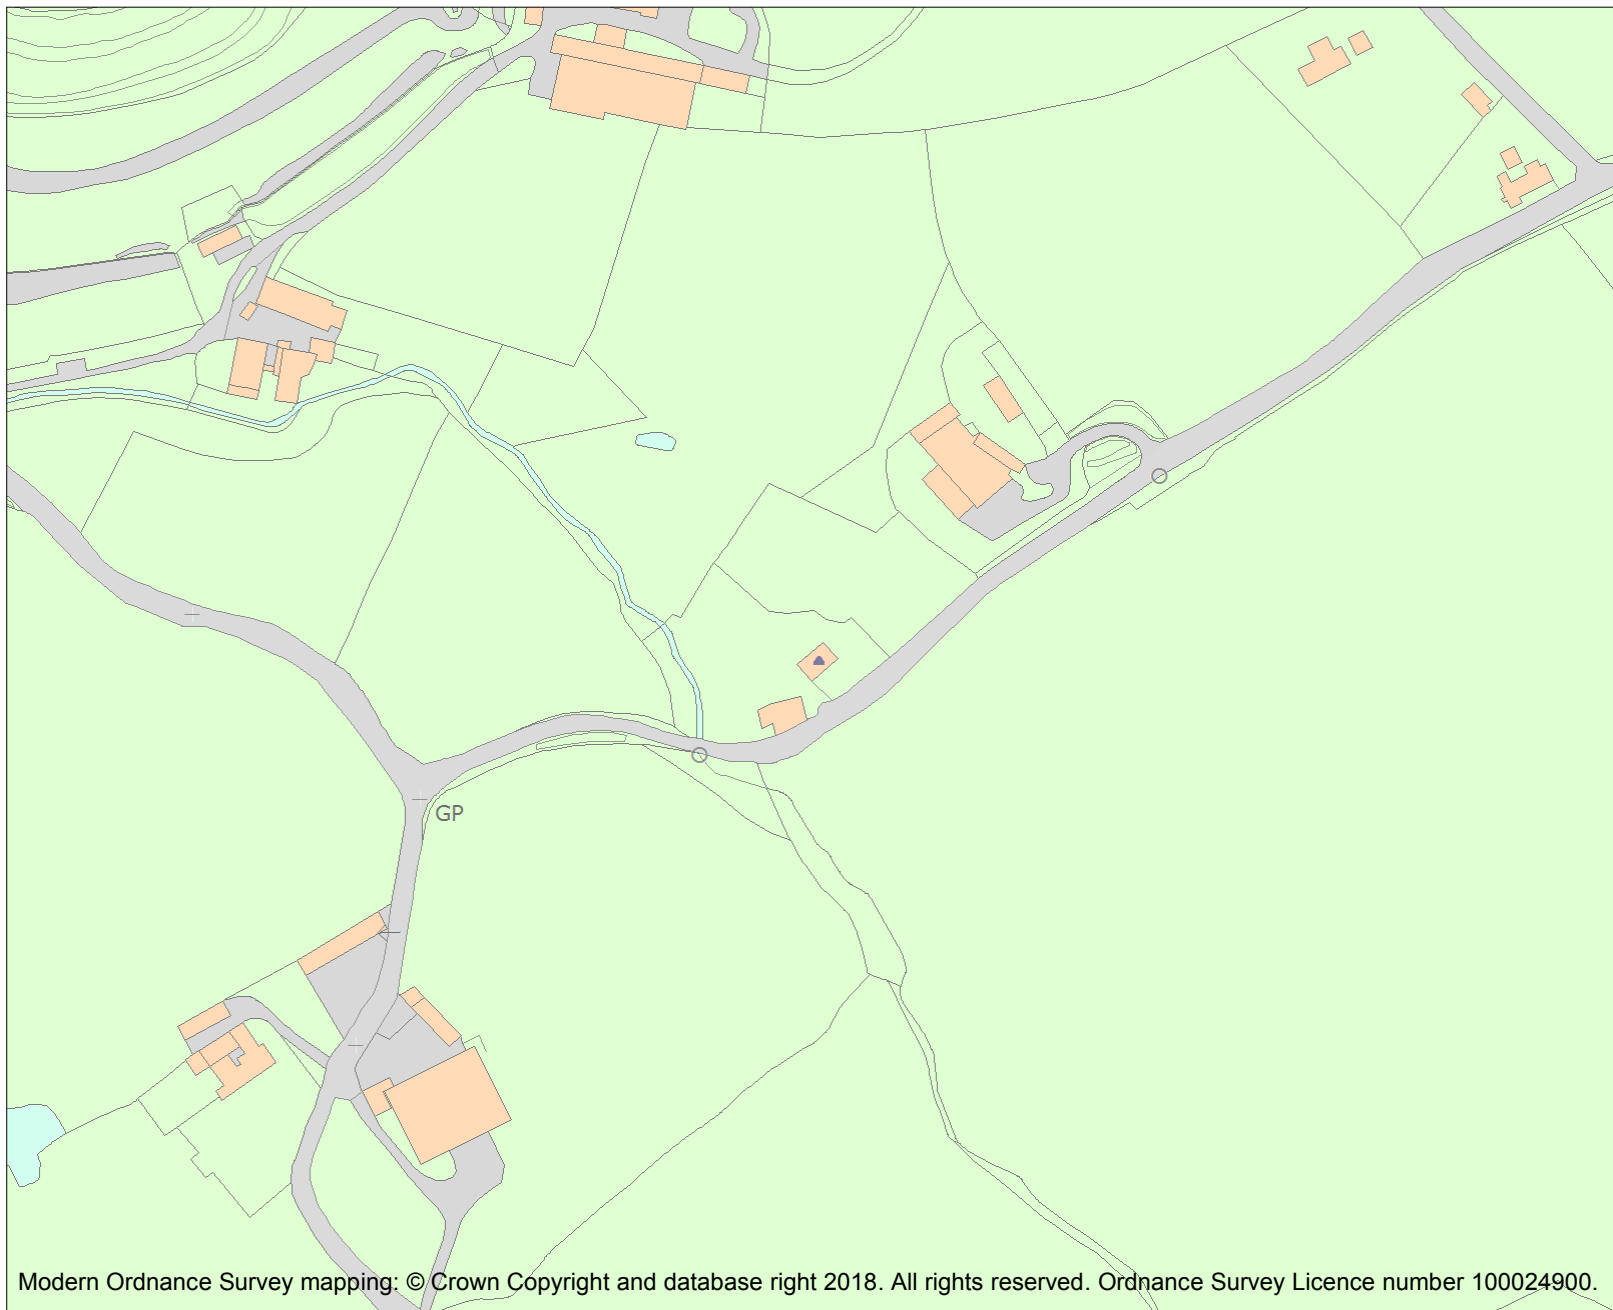 GP
Modern Ordnance Survey mapping: © Crown Copyright and database right 2018. All rights reserved. Ordnance Survey Licence number 100024900.